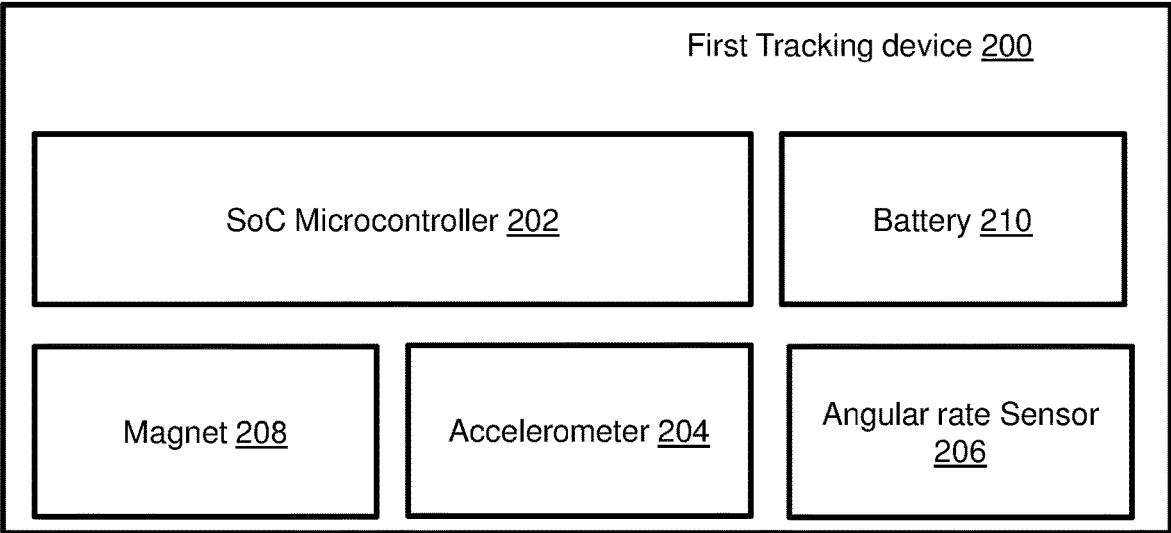 First Tracking device 200
SoC Microcontroller 202
Battery 210
Magnet 208
Accelerometer 204
Angular rate Sensor
206